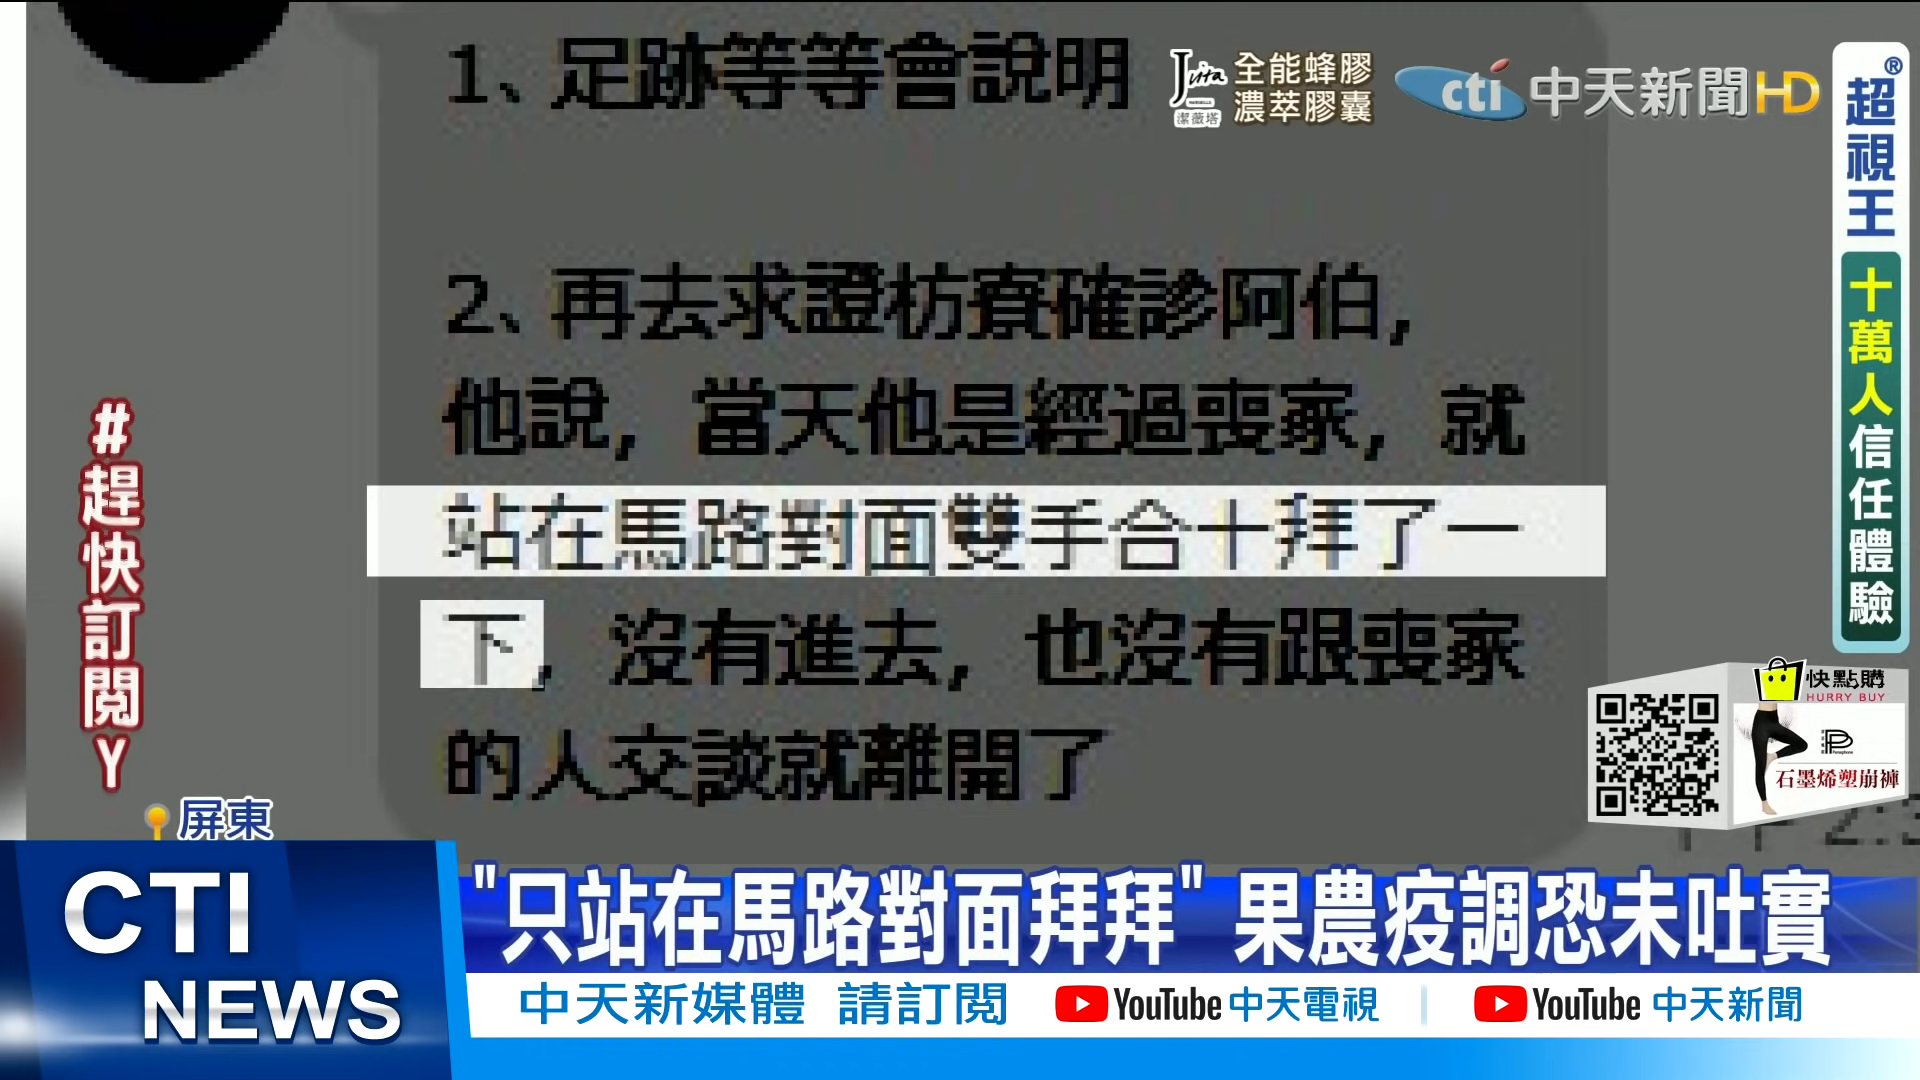 1、足跡等等會說明
2、再去求證枋寮確診阿伯,
他說, 當天他是經過喪家, 就
站在馬路對面雙手合十拜了一
下, 沒有進去, 也沒有跟喪家
的人交談就離開了
Jvita
潔薇塔
全能蜂膠
濃萃膠囊
cti 中天新聞HD
超視王®
十萬人信任體驗
#趕快訂閱Y
快點購
HURRY BUY
石墨烯塑崩褲
屏東
CTI
NEWS
"只站在馬路對面拜拜" 果農疫調恐未吐實
中天新媒體 請訂閱 YouTube 中天電視 | YouTube 中天新聞